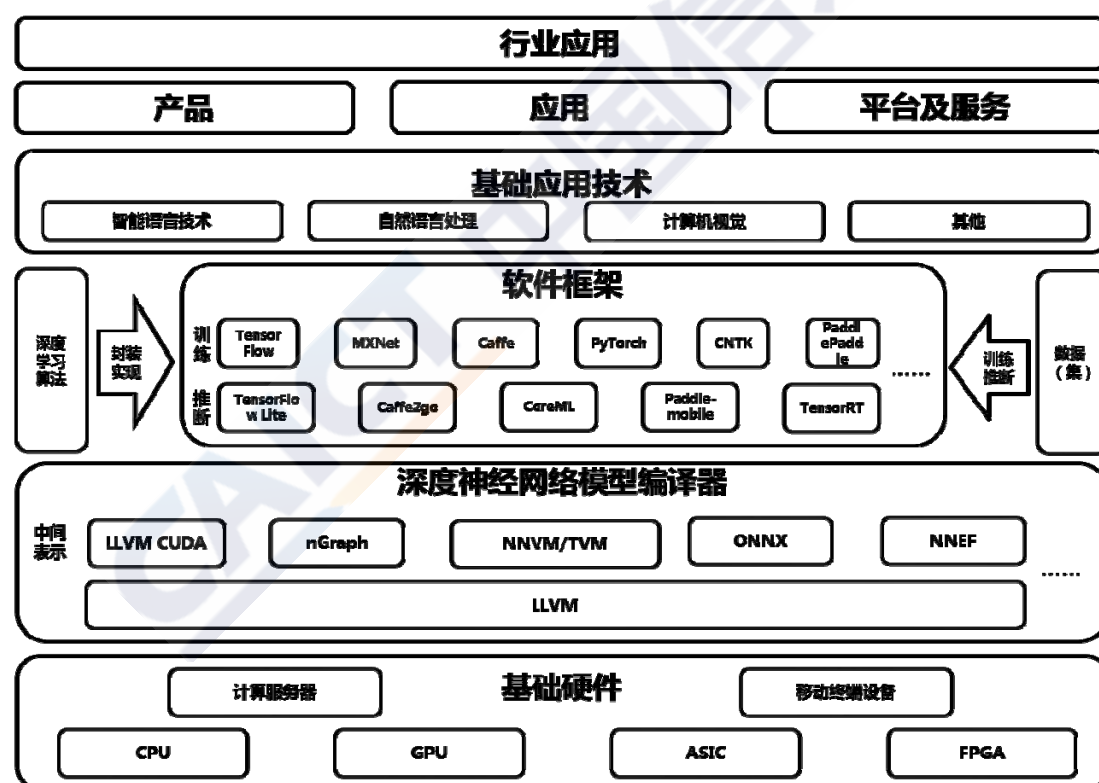 行业应用
产品
应用
平台及服务
基础应用技术
智能语音技术
自然语言处理
计算机视觉
其他
深度
学习
算法
封装
实现
软件框架
训
练
Tensor
Flow
MXNet
Caffe
PyTorch
CNTK
Paddl
ePadd
le
……
推
断
TensorFlo
w Lite
Caffe2go
CoreML
Paddle-
mobile
TensorRT
训练
推断
数据
（集）
深度神经网络模型编译器
中间
表示
LLVM CUDA
nGraph
NNVM/TVM
ONNX
NNEF
……
LLVM
基础硬件
计算服务器
移动终端设备
CPU
GPU
ASIC
FPGA
CAICT 中国信